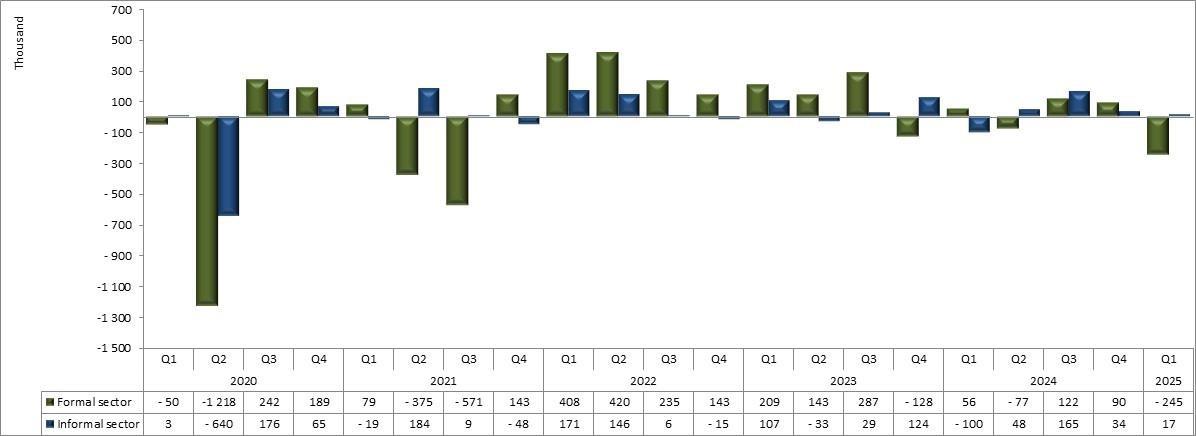 Thousand
700
500
300
100
- 100
- 300
- 500
- 700
- 900
-1 100
-1 300
-1 500
Q1 Q2 Q3 Q4 Q1 Q2 Q3 Q4 Q1 Q2 Q3 Q4 Q1 Q2 Q3 Q4 Q1 Q2 Q3 Q4 Q1
2020 2021 2022 2023 2024 2025
Formal sector - 50 -1 218 242 189 79 - 375 - 571 143 408 420 235 143 209 143 287 - 128 56 - 77 122 90 - 245
Informal sector 3 - 640 176 65 - 19 184 9 - 48 171 146 6 - 15 107 - 33 29 124 - 100 48 165 34 17